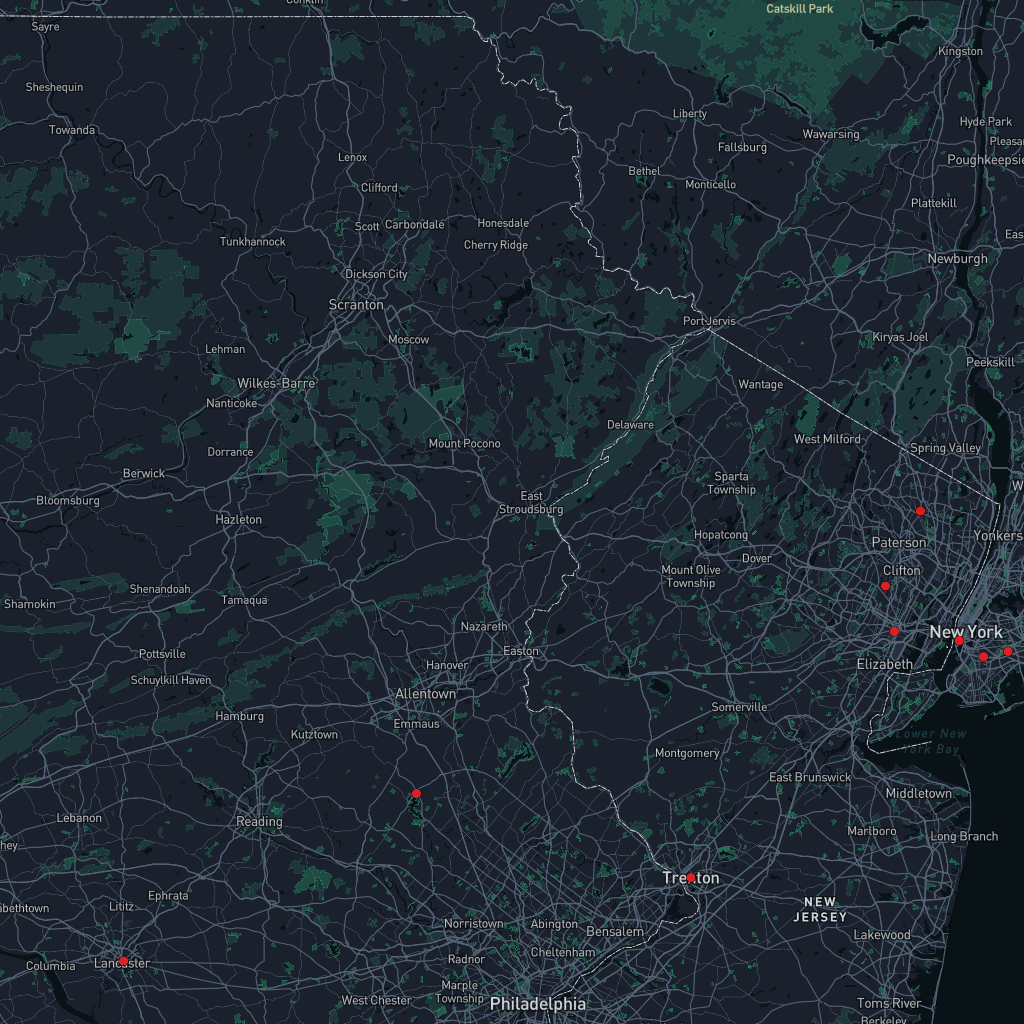 Conklin
Catskill Park
Sayre
Kingston
Sheshequin
Liberty
Hyde Park
Towanda
Wawarsing
Fallsburg
Lenox
Poughkeepsie
Bethel
Monticello
Clifford
Plattekill
Scott
Carbondale
Honesdale
Tunkhannock
Cherry Ridge
Newburgh
Dickson City
Scranton
Port Jervis
Moscow
Kiryas Joel
Lehman
Peekskill
Wilkes-Barre
Wantage
Nanticoke
Delaware
West Milford
Mount Pocono
Spring Valley
Dorrance
Berwick
Sparta
Township
Bloomsburg
East
Stroudsburg
Hazleton
Hopatcong
Paterson
Yonkers
Dover
Mount Olive
Township
Clifton
Shenandoah
Tamaqua
Shamokin
Nazareth
New York
Pottsville
Easton
Hanover
Elizabeth
Schuylkill Haven
Allentown
Hamburg
Emmaus
Somerville
Kutztown
Lower New
York Bay
Montgomery
East Brunswick
Middletown
Lebanon
Reading
Marlboro
Long Branch
Trenton
Ephrata
Lititz
NEW
JERSEY
Norristown
Abington
Bensalem
Lakewood
Cheltenham
Radnor
Columbia
Lancaster
Marple
Township
West Chester
Philadelphia
Toms River
Berkeley